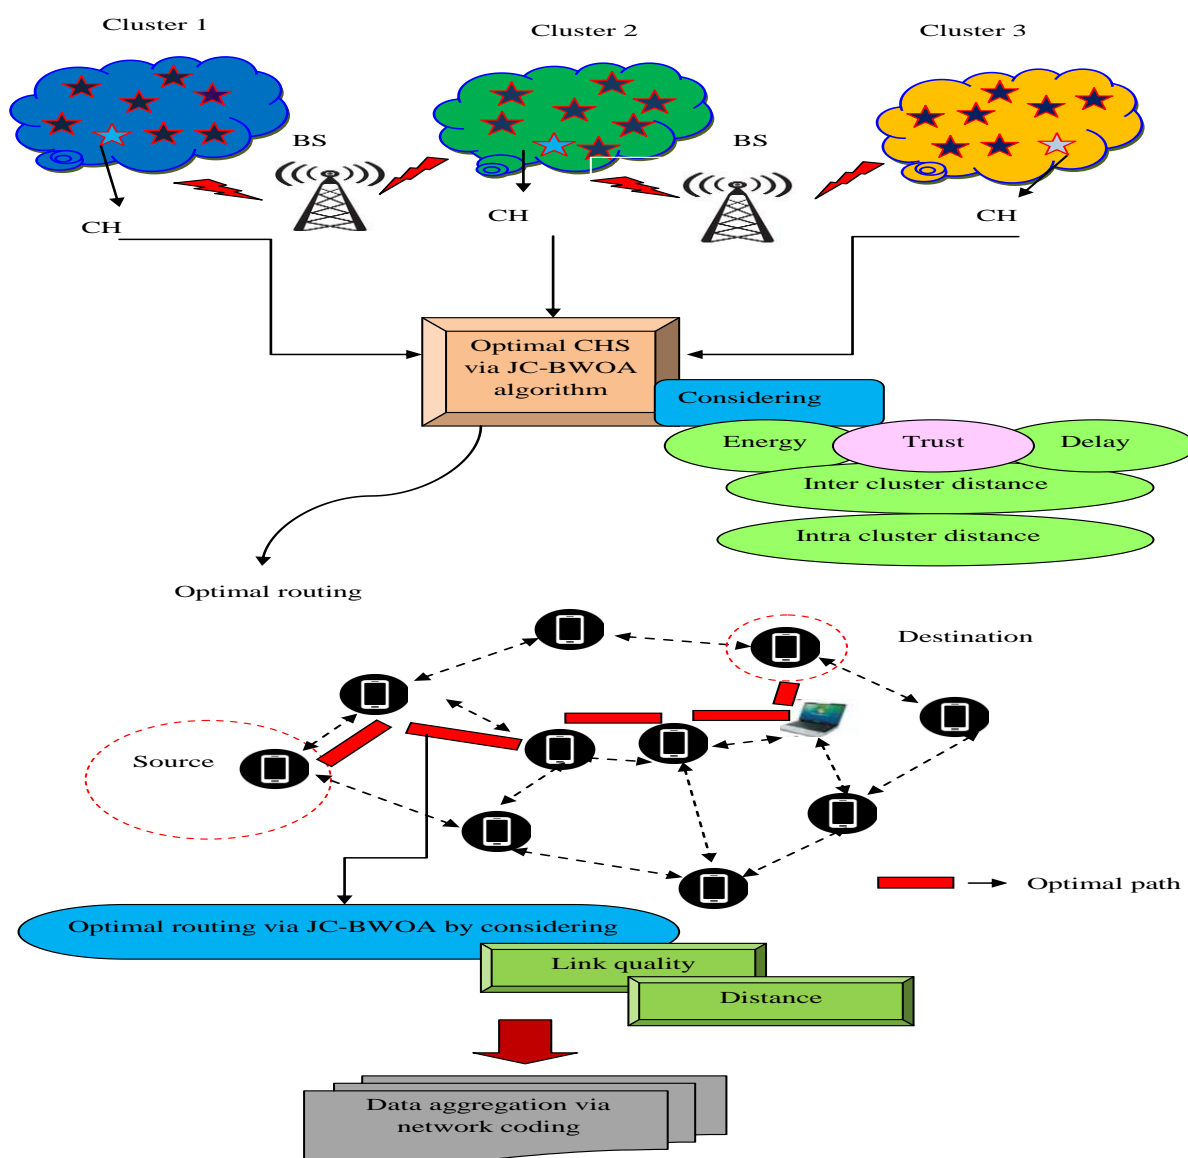 Cluster 1
Cluster 2
Cluster 3
BS
BS
CH
CH
CH
Optimal CHS
via JC-BWOA
algorithm
Considering
Energy
Trust
Delay
Inter cluster distance
Intra cluster distance
Optimal routing
Destination
Source
Optimal path
Optimal routing via JC-BWOA by considering
Link quality
Distance
Data aggregation via
network coding